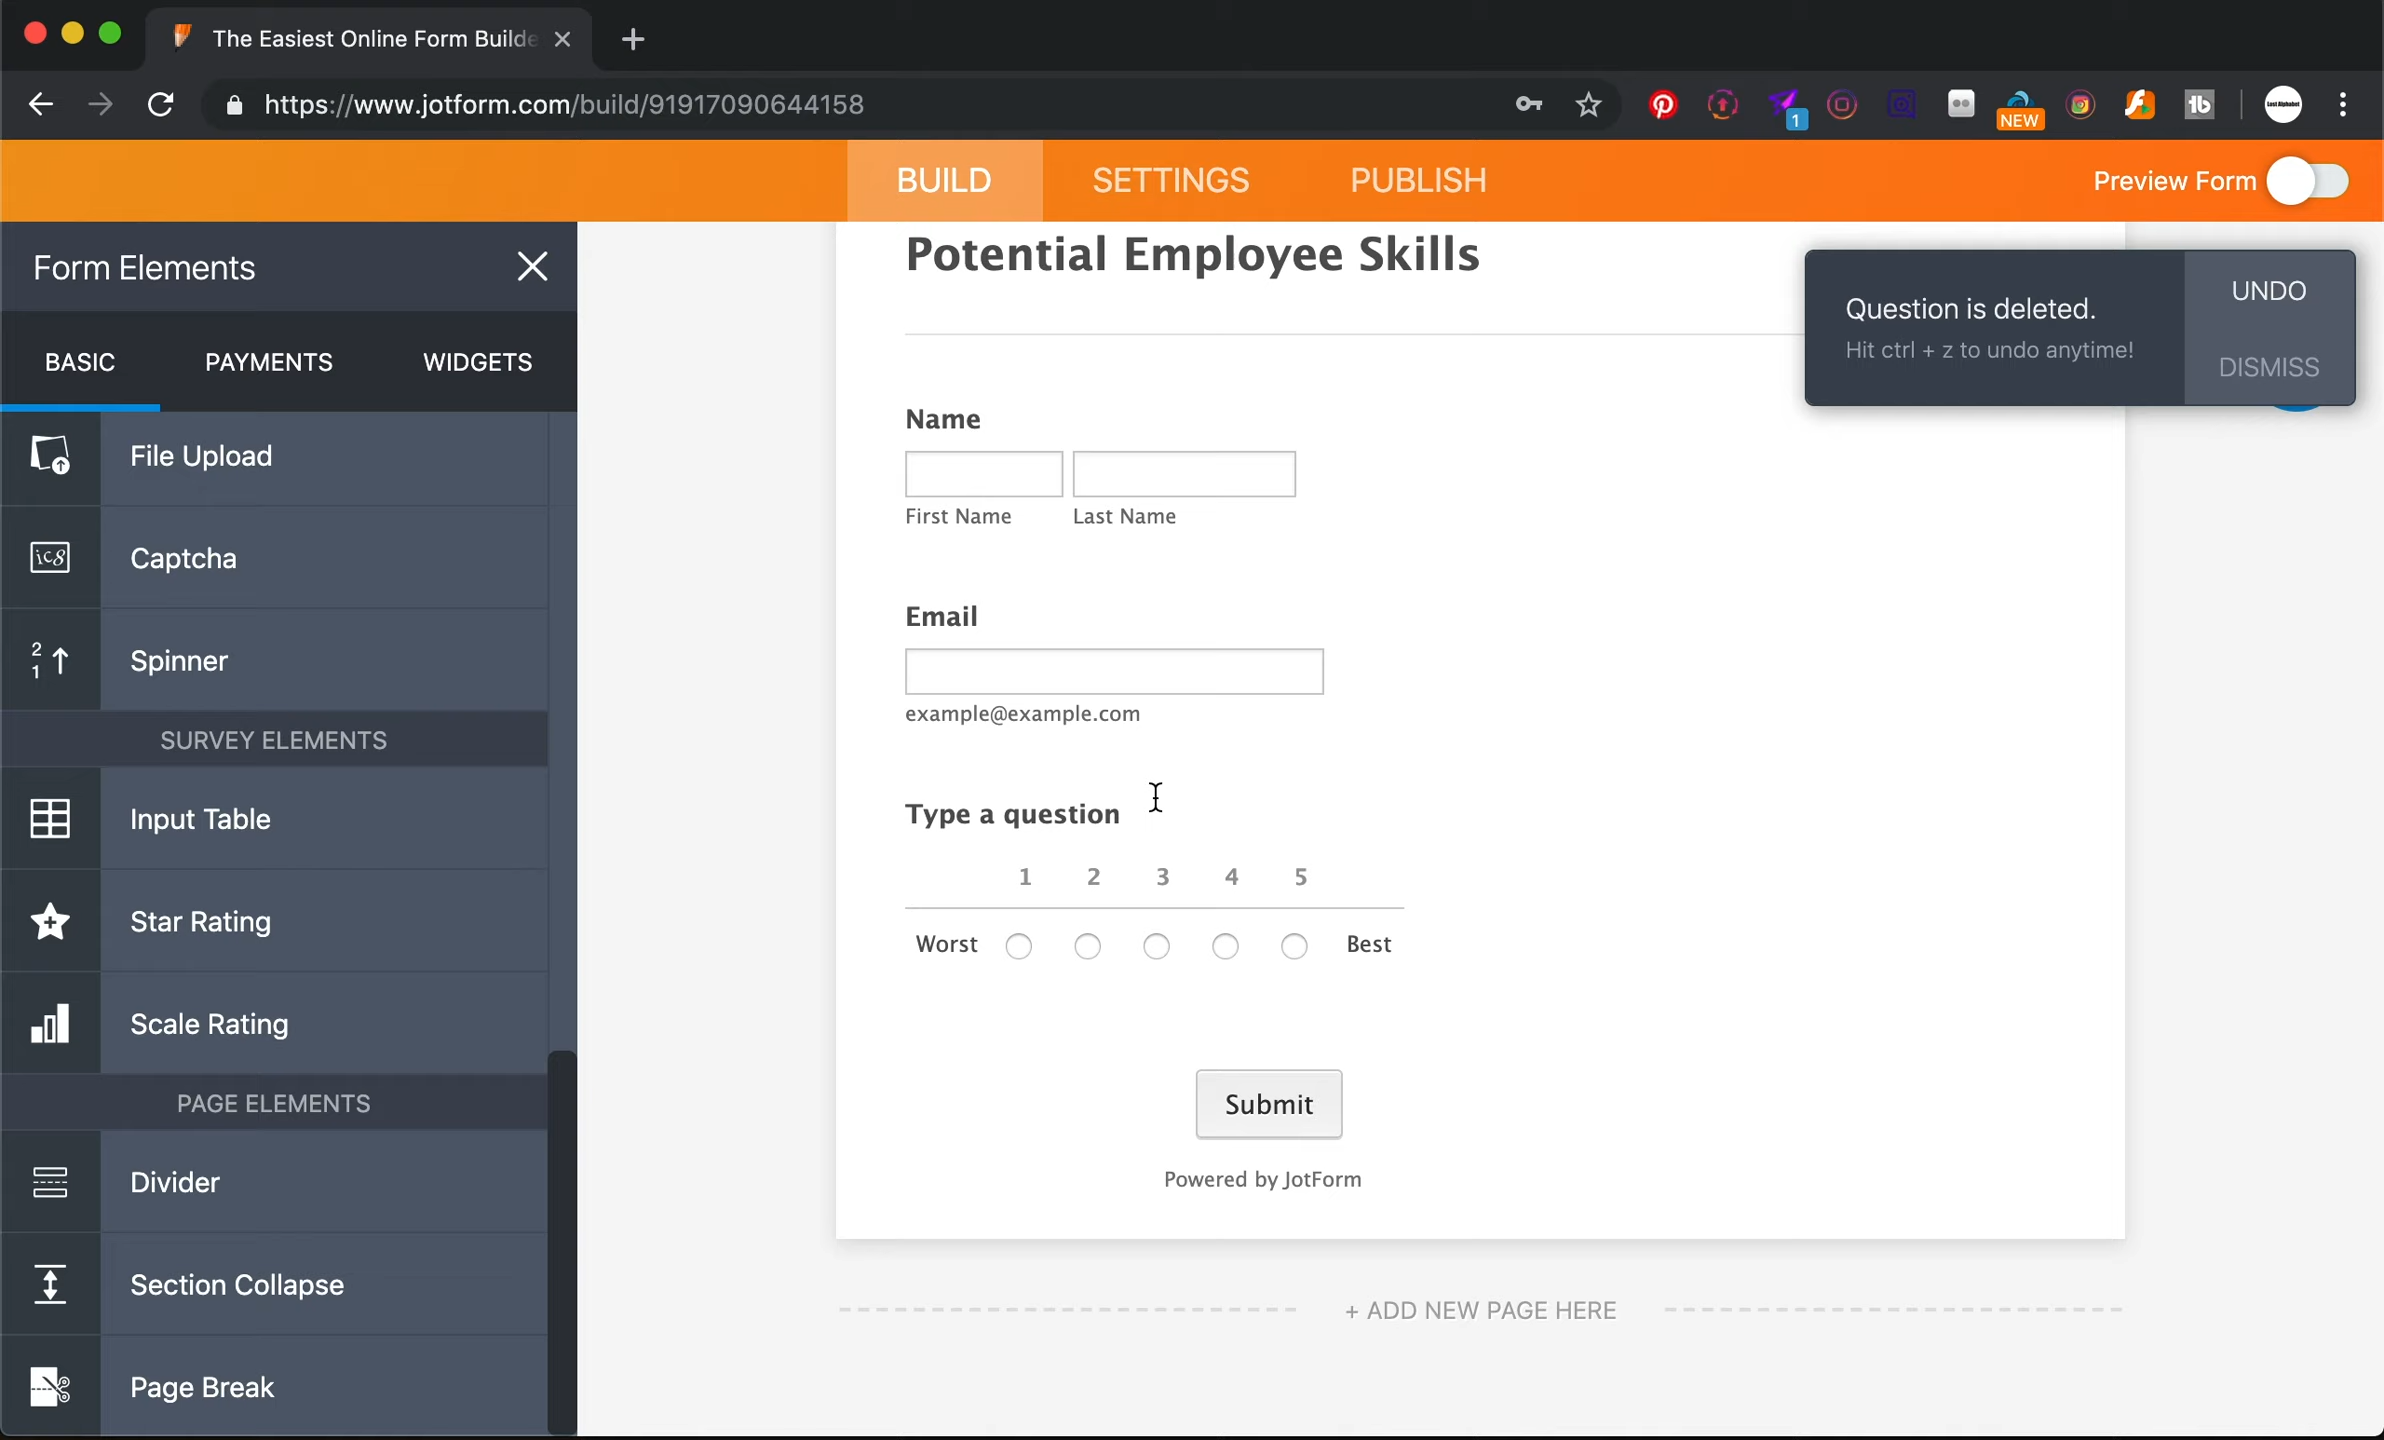 The Easiest Online Form Builde
https://www.jotform.com/build/91917090644158
1
NEW
BUILD
SETTINGS
PUBLISH
Preview Form
Form Elements
BASIC
PAYMENTS
WIDGETS
File Upload
Captcha
2
1
Spinner
SURVEY ELEMENTS
Input Table
Star Rating
Scale Rating
PAGE ELEMENTS
Divider
Section Collapse
Page Break
Potential Employee Skills
Question is deleted.
Hit ctrl + z to undo anytime!
UNDO
DISMISS
Name
First Name
Last Name
Email
example@example.com
Type a question
1 2 3 4 5
Worst
Best
Submit
Powered by JotForm
+ ADD NEW PAGE HERE